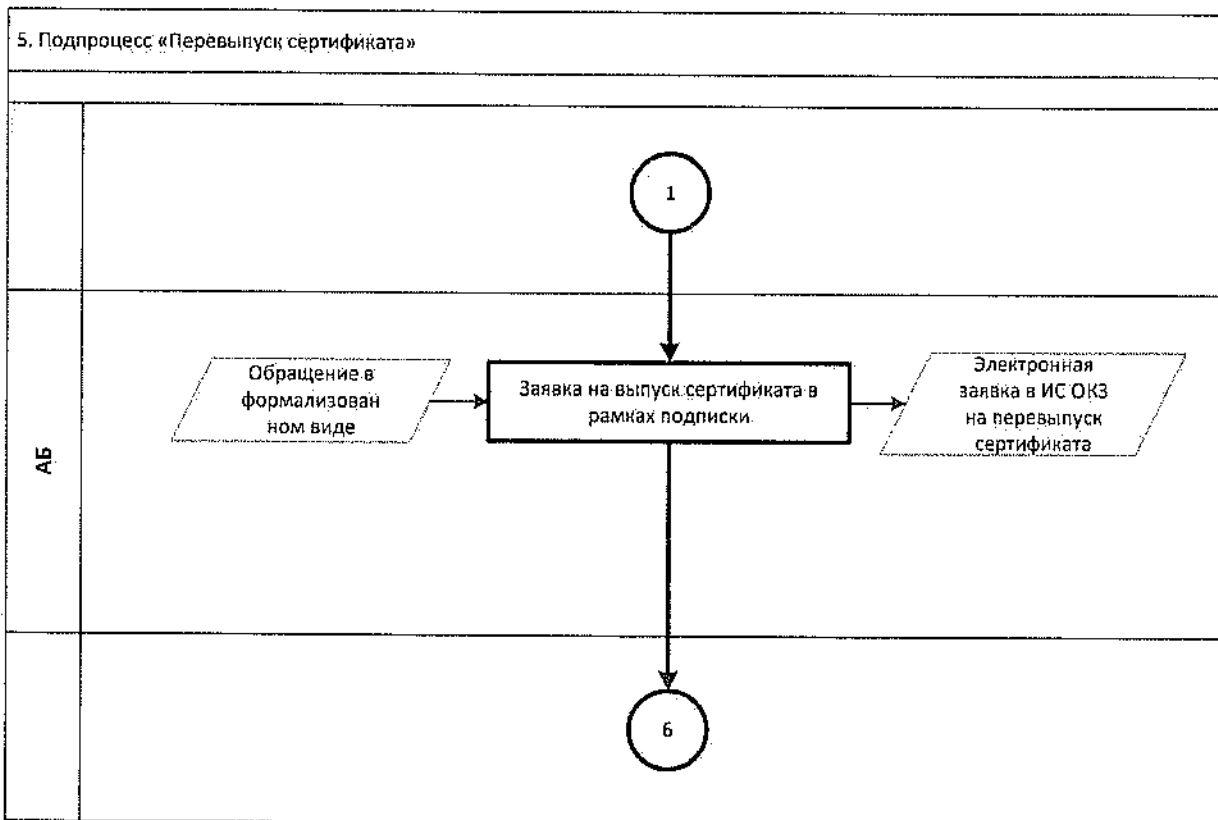 5. Подпроцесс «Перевыпуск сертификата»
1
АБ
Обращение в
формализован
ном виде
Заявка на выпуск сертификата в
рамках подписки.
Электронная
заявка в ИС ОКЗ
на перевыпуск
сертификата
6